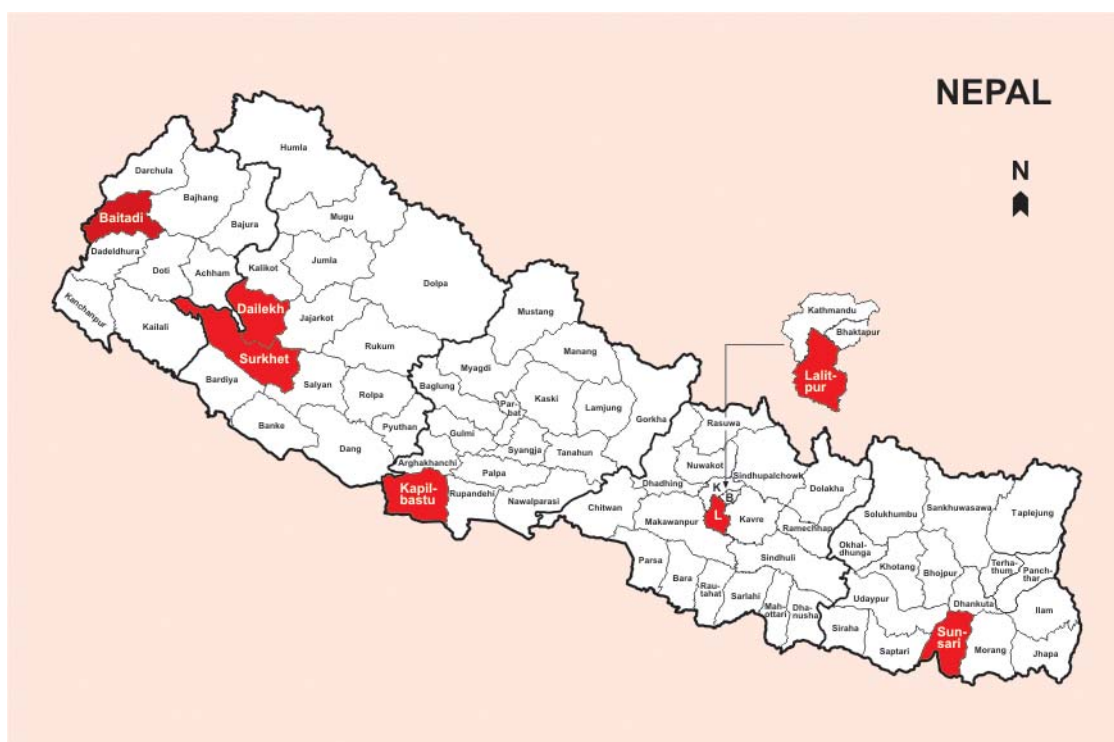 NEPAL
N
Humla
Darchula
Bajhang
Baitadi
Bajura
Mugu
Dadeldhura
Doti
Achham
Kalikot
Jumla
Dolpa
Kanchanpur
Kailali
Dailekh
Jajarkot
Mustang
Kathmandu
Bhaktapur
Surkhet
Rukum
Manang
Lalit-
pur
Bardiya
Salyan
Rolpa
Myagdi
Baglung
Par-
bat
Kaski
Lamjung
Gorkha
Banke
Dang
Pyuthan
Gulmi
Syangja
Tanahun
Rasuwa
Arghakhanchi
Palpa
Nuwakot
Sindhupalchowk
Kapil-
bastu
Rupandehi
Nawalparasi
Chitwan
Dhadhing
K
B
L
Dolakha
Makawanpur
Kavre
Ramechhap
Solukhumbu
Sankhuwasawa
Taplejung
Parsa
Bara
Rau-
tahat
Sarlahi
Sindhuli
Mah-
ottari
Dha-
nusha
Okhal-
dhunga
Khotang
Bhojpur
Terha-
thum
Panch-
thar
Udaypur
Dhankuta
Ilam
Siraha
Saptari
Sun-
sari
Morang
Jhapa